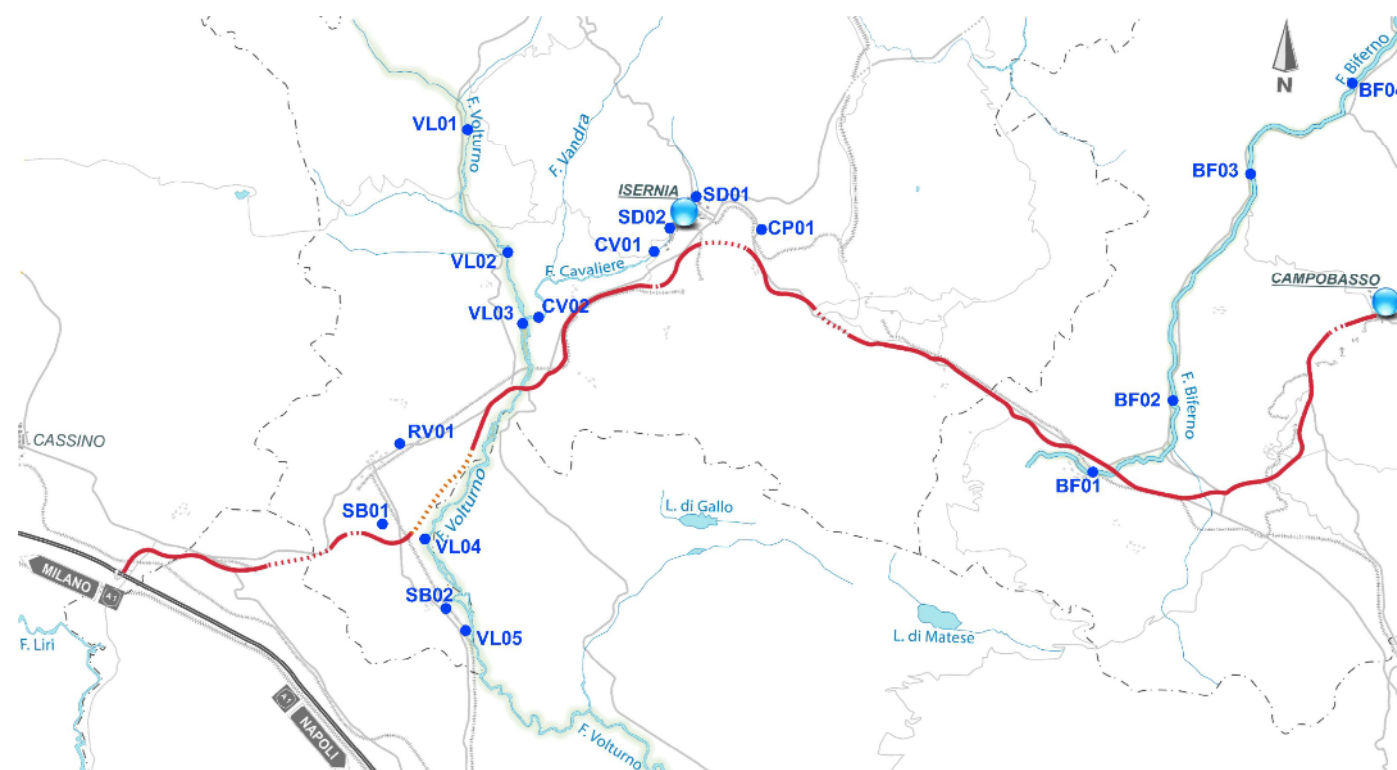 F. Biferno
BF04
N
VL01
F. Volturno
F. Vandra
BF03
ISERNIA
SD01
SD02
CP01
CV01
VL02
F. Cavaliere
CAMPOBASSO
VL03
CV02
BF02
F. Biferno
RV01
CASSINO
BF01
F. Volturno
L. di Gallo
SB01
VL04
MILANO
A1
SB02
VL05
L. di Matese
F. Liri
A1
NAPOLI
F. Volturno